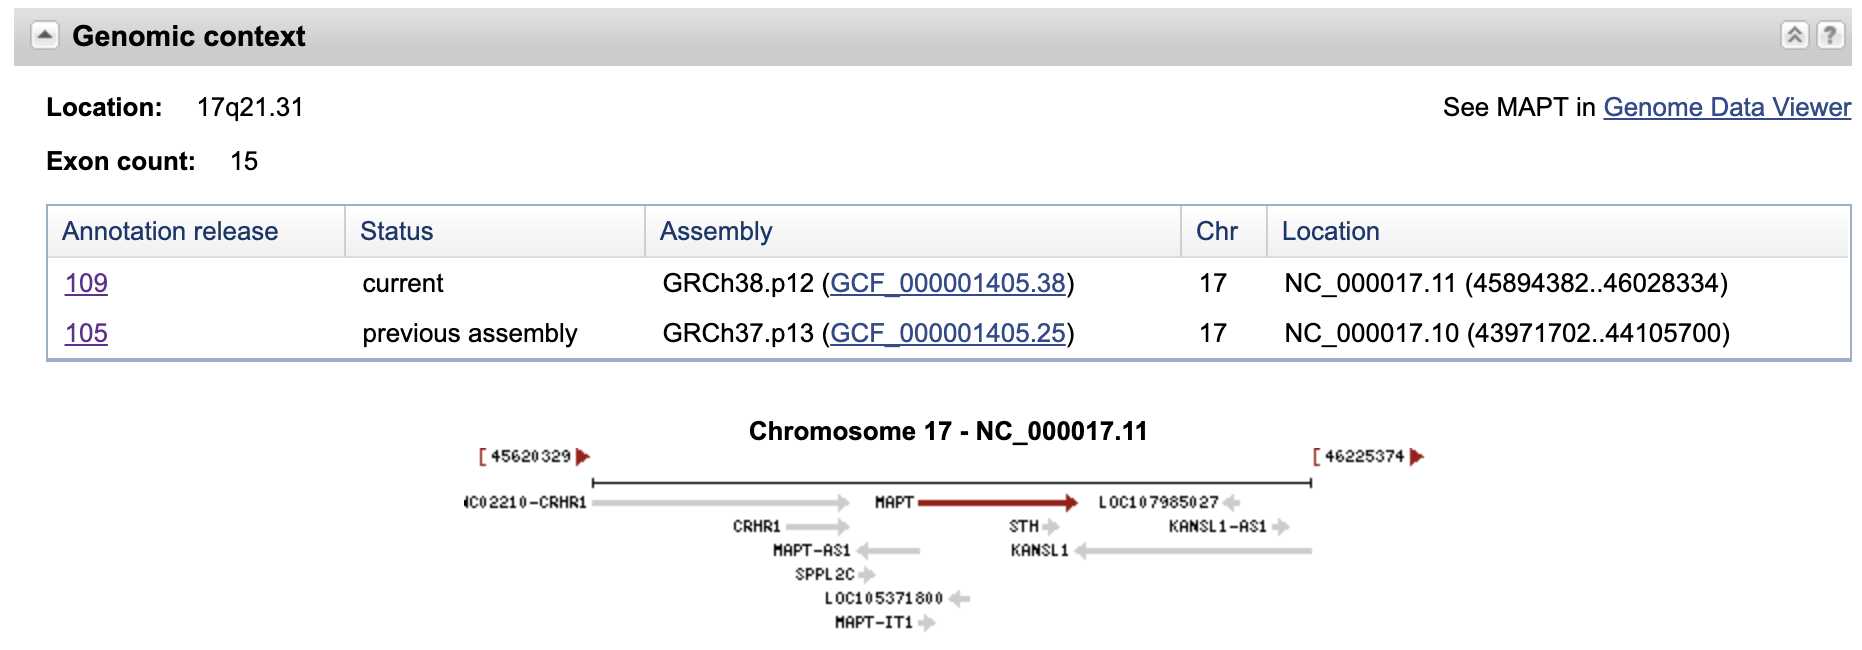 Genomic context
?
Location: 17q21.31
See MAPT in Genome Data Viewer
Exon count: 15
Annotation release Status Assembly Chr Location
109 current GRCh38.p12 (GCF_000001405.38) 17 NC_000017.11 (45894382..46028334)
105 previous assembly GRCh37.p13 (GCF_000001405.25) 17 NC_000017.10 (43971702..44105700)
Chromosome 17 - NC_000017.11
[ 45620329 [ 46225374
NC02210-CRHR1 MAPT LOC107985027
CRHR1 STH KANSL1-AS1
MAPT-AS1 KANSL1
SPPL2C
LOC105371800
MAPT-IT1